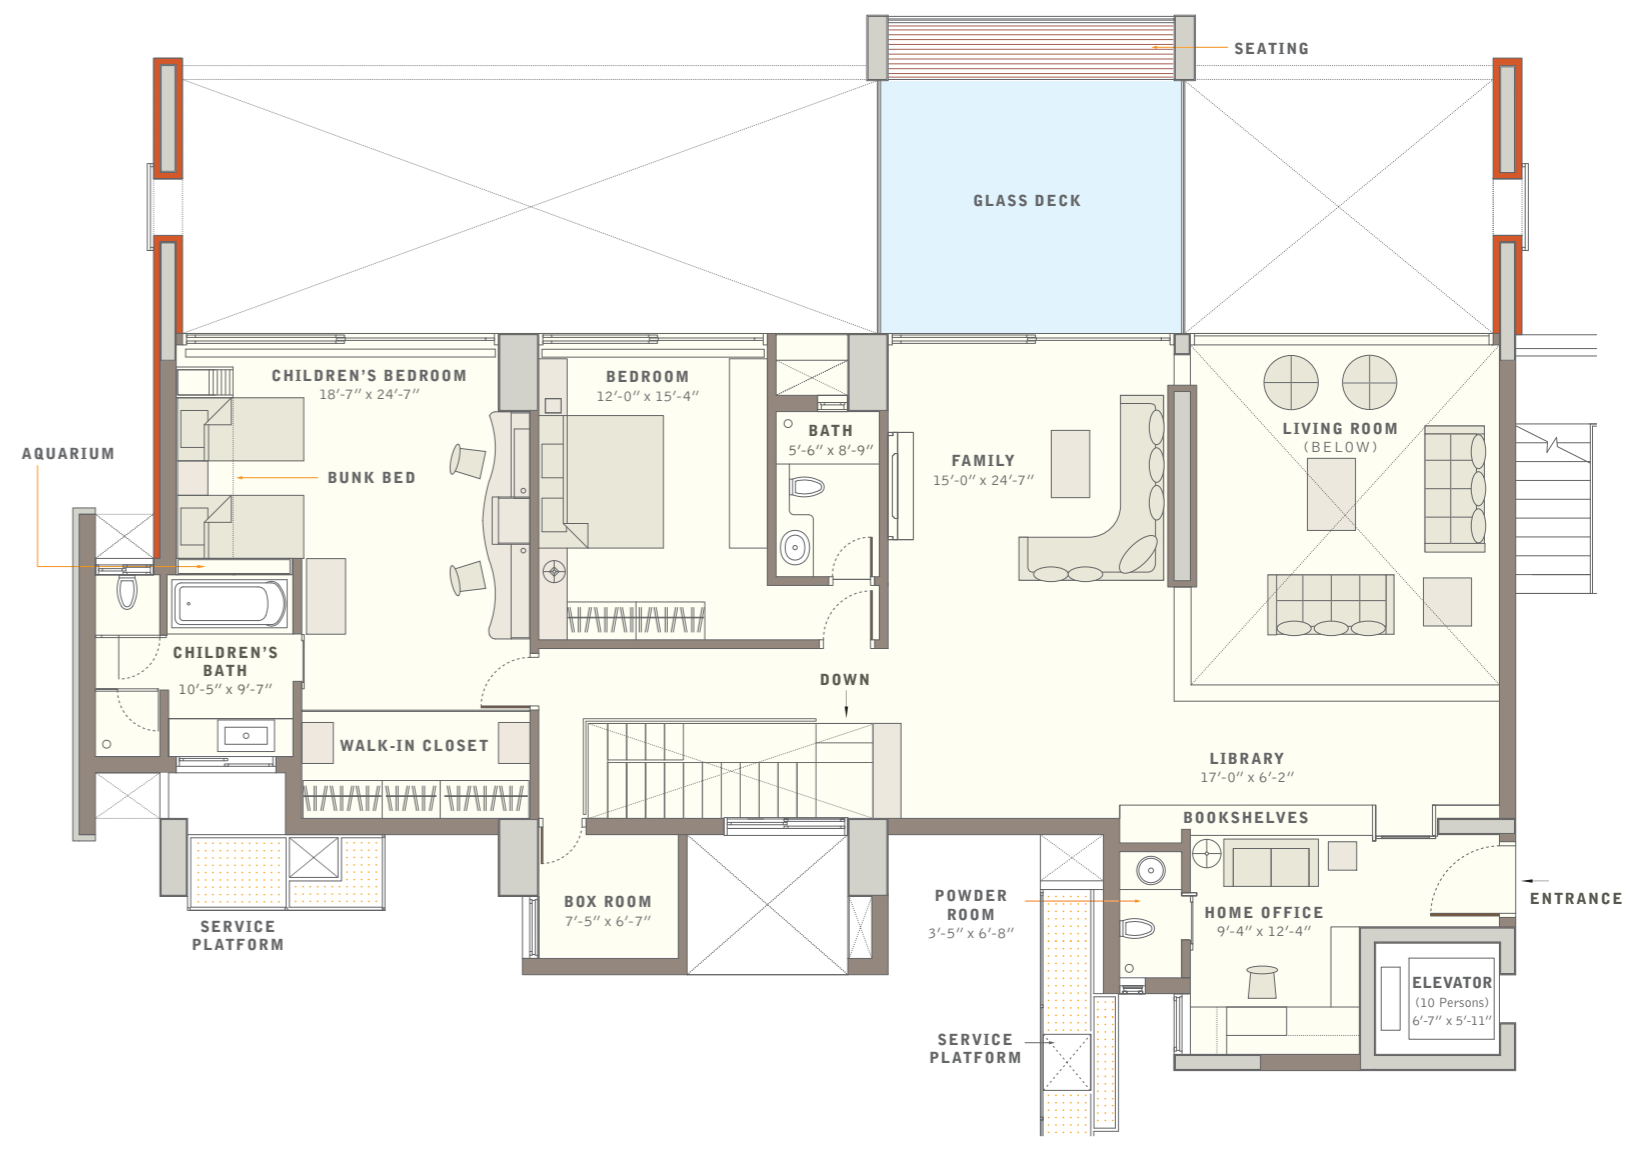 SEATING
GLASS DECK
CHILDREN'S BEDROOM
18'-7" x 24'-7"
BEDROOM
12'-0" x 15'-4"
BATH
5'-6" x 8'-9"
LIVING ROOM
(BELOW)
AQUARIUM
BUNK BED
FAMILY
15'-0" x 24'-7"
CHILDREN'S
BATH
10'-5" x 9'-7"
DOWN
WALK-IN CLOSET
LIBRARY
17'-0" x 6'-2"
BOOKSHELVES
BOX ROOM
7'-5" x 6'-7"
POWDER
ROOM
3'-5" x 6'-8"
HOME OFFICE
9'-4" x 12'-4"
ENTRANCE
SERVICE
PLATFORM
ELEVATOR
(10 Persons)
6'-7" x 5'-11"
SERVICE
PLATFORM